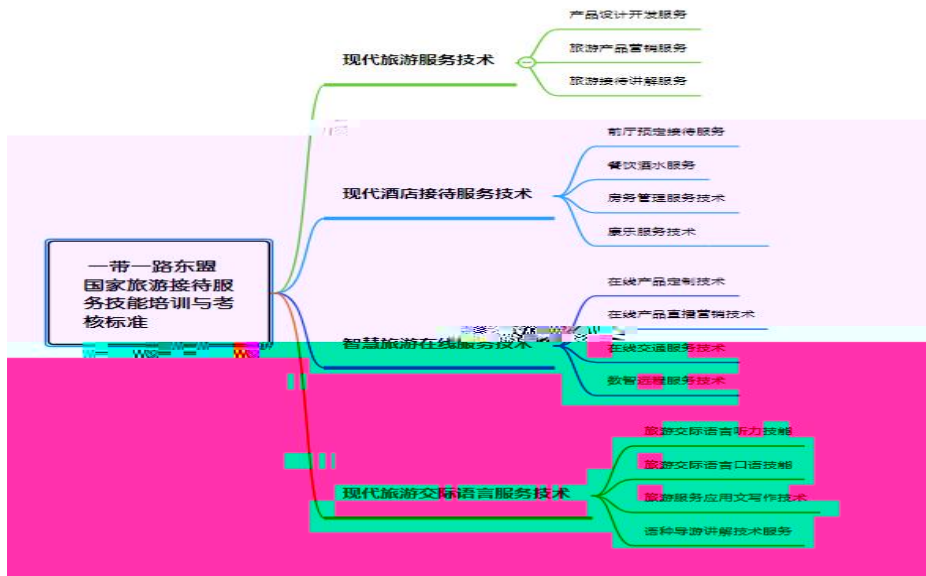 产品设计开发服务
现代旅游服务技术
旅游产品营销服务
旅游接待讲解服务
前厅预定接待服务
餐饮酒水服务
现代酒店接待服务技术
房务管理服务技术
康乐服务技术
一带一路东盟
国家旅游接待服
务技能培训与考
核标准
在线产品定制技术
在线产品直播营销技术
智慧旅游在线服务技术
在线交通服务技术
数智远程服务技术
旅游交际语言听力技能
旅游交际语言口语技能
现代旅游交际语言服务技术
旅游服务应用文写作技术
语种导游讲解技术服务